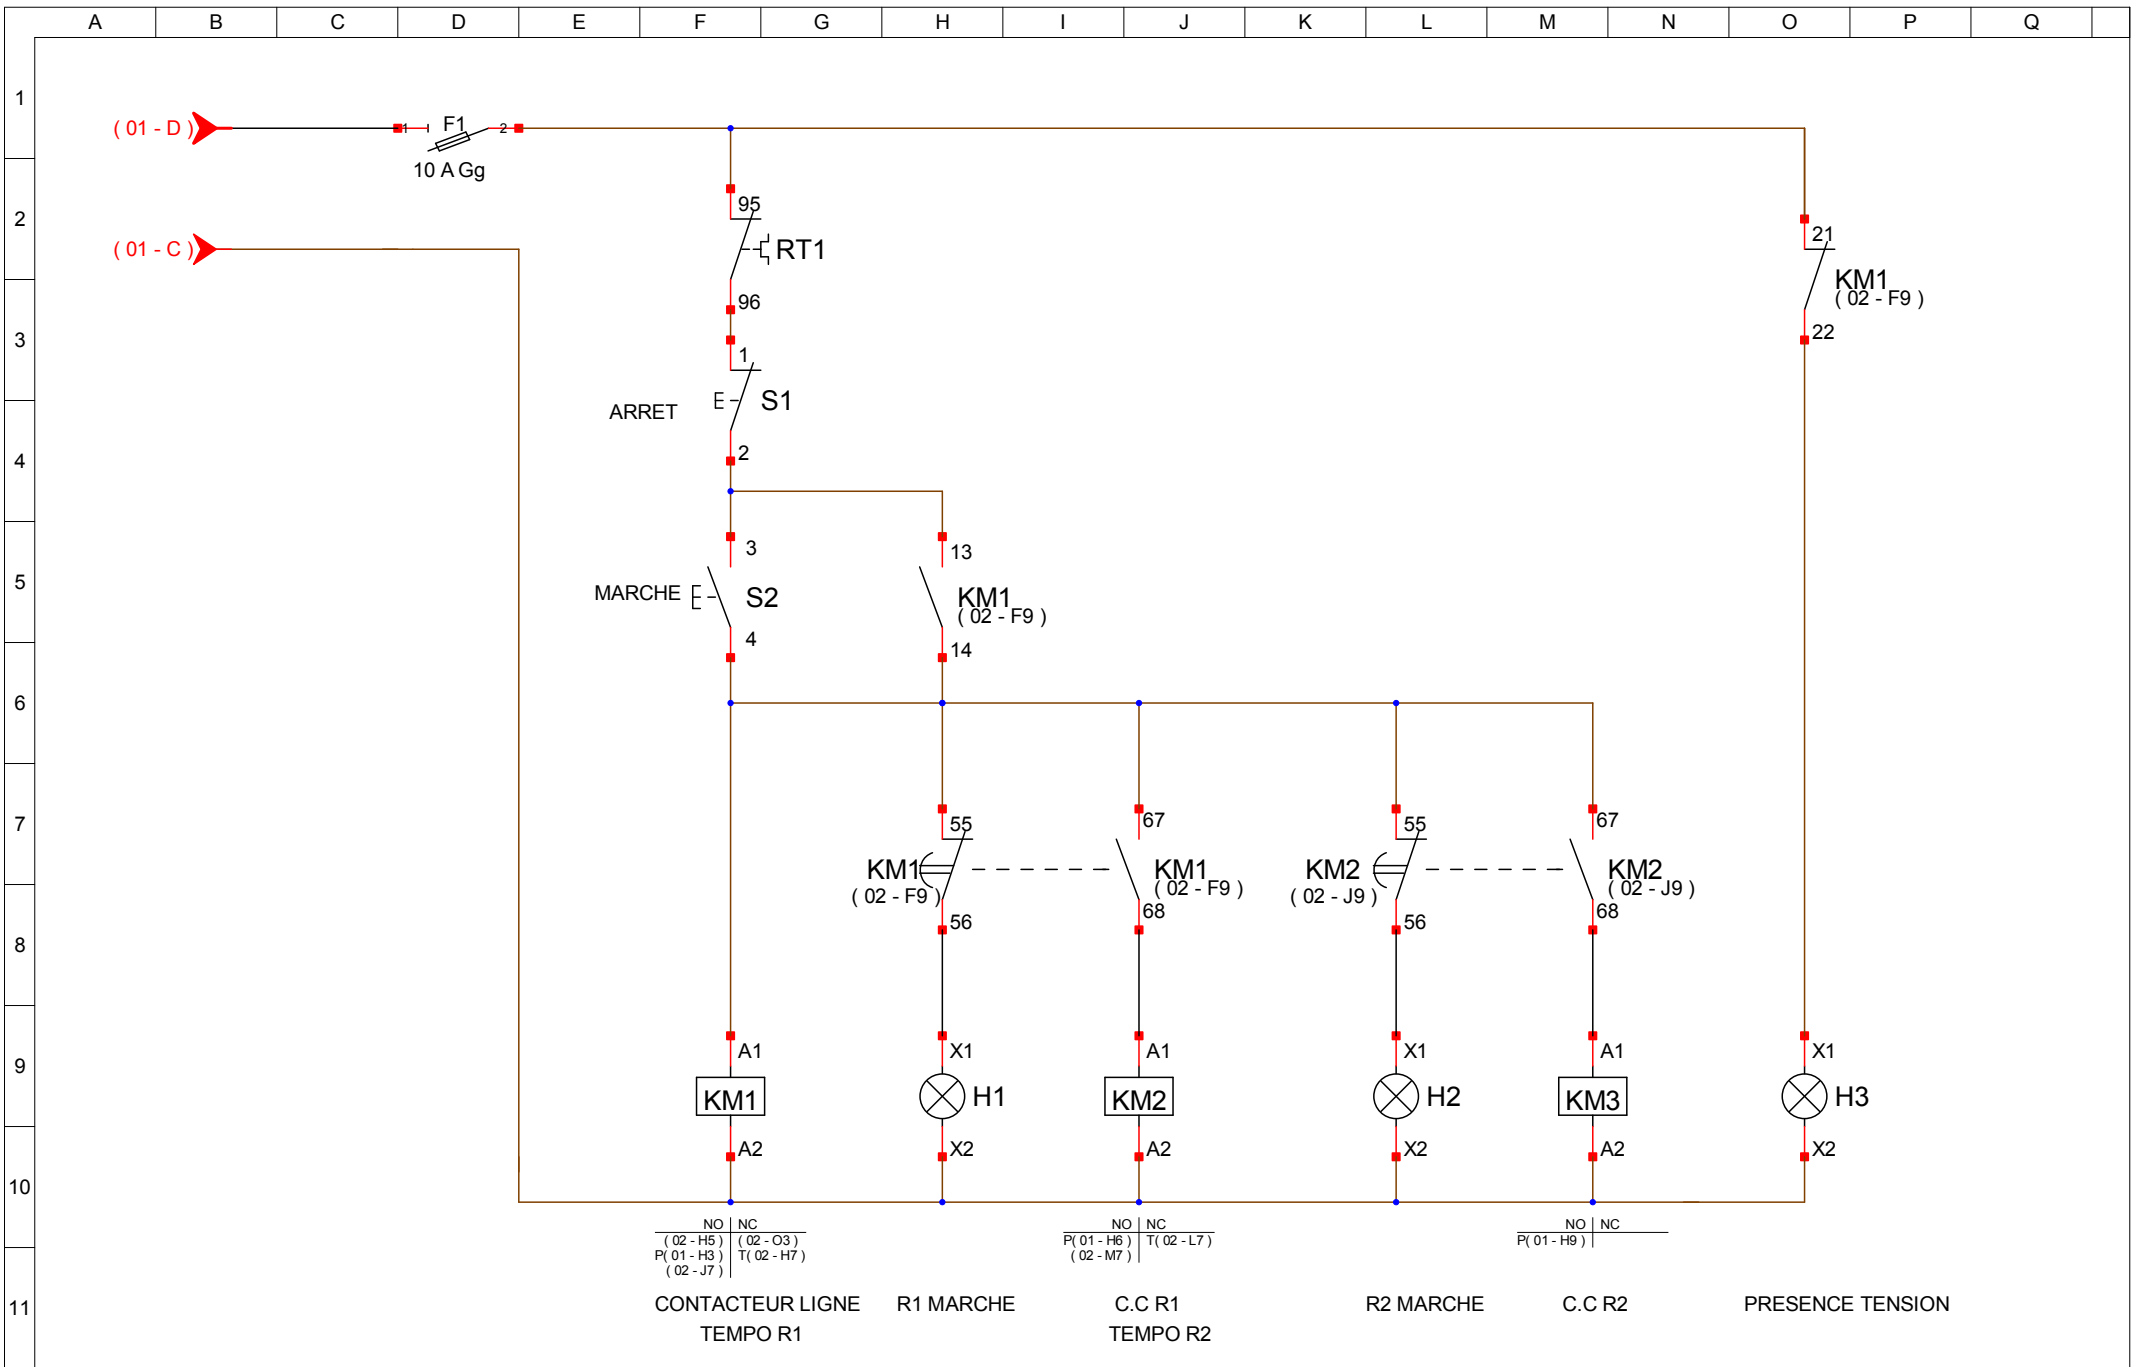 A B C D E F G H I J K L M N O P Q
1
( 01 - D )
1 F1 2
10 A Gg
2
95
( 01 - C )
RT1
21
KM1
( 02 - F9 )
96
22
3
1
ARRET
S1
4
2
3
13
5
MARCHE
S2
KM1
( 02 - F9 )
4
14
6
7
55
67
55
67
KM1
( 02 - F9 )
KM1
( 02 - F9 )
KM2
( 02 - J9 )
KM2
( 02 - J9 )
56
68
56
68
8
9
A1 X1 A1 X1 A1 X1
KM1 H1 KM2 H2 KM3 H3
A2 X2 A2 X2 A2 X2
10
NO NC
( 02 - H5 ) ( 02 - O3 )
P( 01 - H3 ) T( 02 - H7 )
( 02 - J7 )
NO NC
P( 01 - H6 ) T( 02 - L7 )
( 02 - M7 )
NO NC
P( 01 - H9 )
11
CONTACTEUR LIGNE
TEMPO R1
R1 MARCHE
C.C R1
TEMPO R2
R2 MARCHE
C.C R2
PRESENCE TENSION